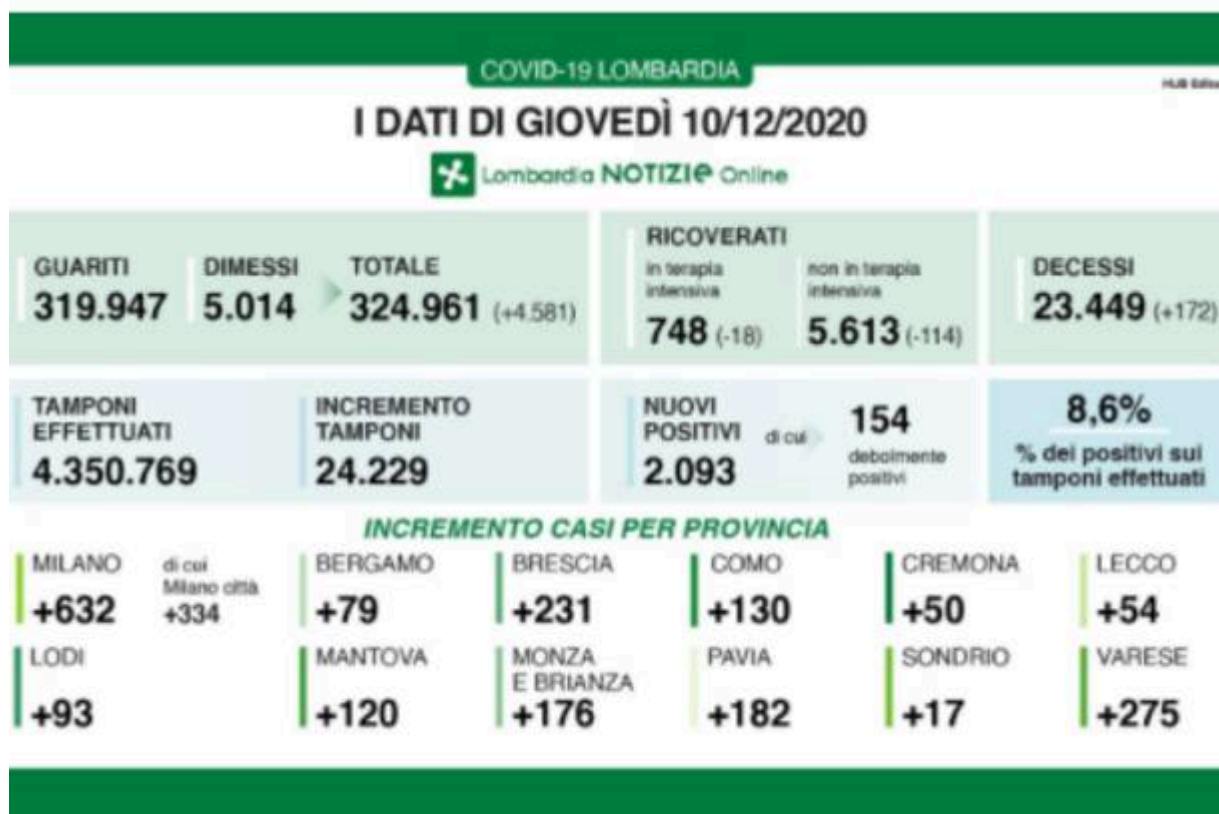 COVID-19 LOMBARDIA
I DATI DI GIOVEDÌ 10/12/2020
Lombardia NOTIZIE Online
GUARITI
319.947
DIMESSI
5.014
TOTALE
324.961 (+4.581)
RICOVERATI
in terapia
intensiva
748 (-18)
non in terapia
intensiva
5.613 (-114)
DECESSI
23.449 (+172)
TAMPONI
EFFETTUATI
4.350.769
INCREMENTO
TAMPONI
24.229
NUOVI
POSITIVI
2.093
di cui
154
debolmente
positivi
8,6%
% dei positivi sui
tamponi effettuati
INCREMENTO CASI PER PROVINCIA
MILANO
+632
di cui
Milano città
+334
BERGAMO
+79
BRESCIA
+231
COMO
+130
CREMONA
+50
LECCO
+54
LODI
+93
MANTOVA
+120
MONZA
E BRIANZA
+176
PAVIA
+182
SONDRIO
+17
VARESE
+275